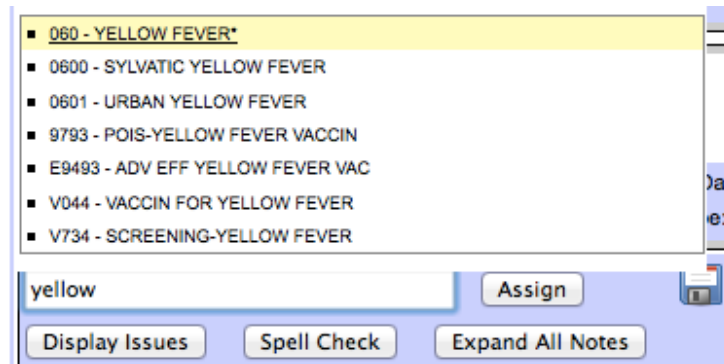 060 - YELLOW FEVER*
0600 - SYLVATIC YELLOW FEVER
0601 - URBAN YELLOW FEVER
9793 - POIS-YELLOW FEVER VACCIN
E9493 - ADV EFF YELLOW FEVER VAC
V044 - VACCIN FOR YELLOW FEVER
V734 - SCREENING-YELLOW FEVER
yellow Assign
Display Issues Spell Check Expand All Notes